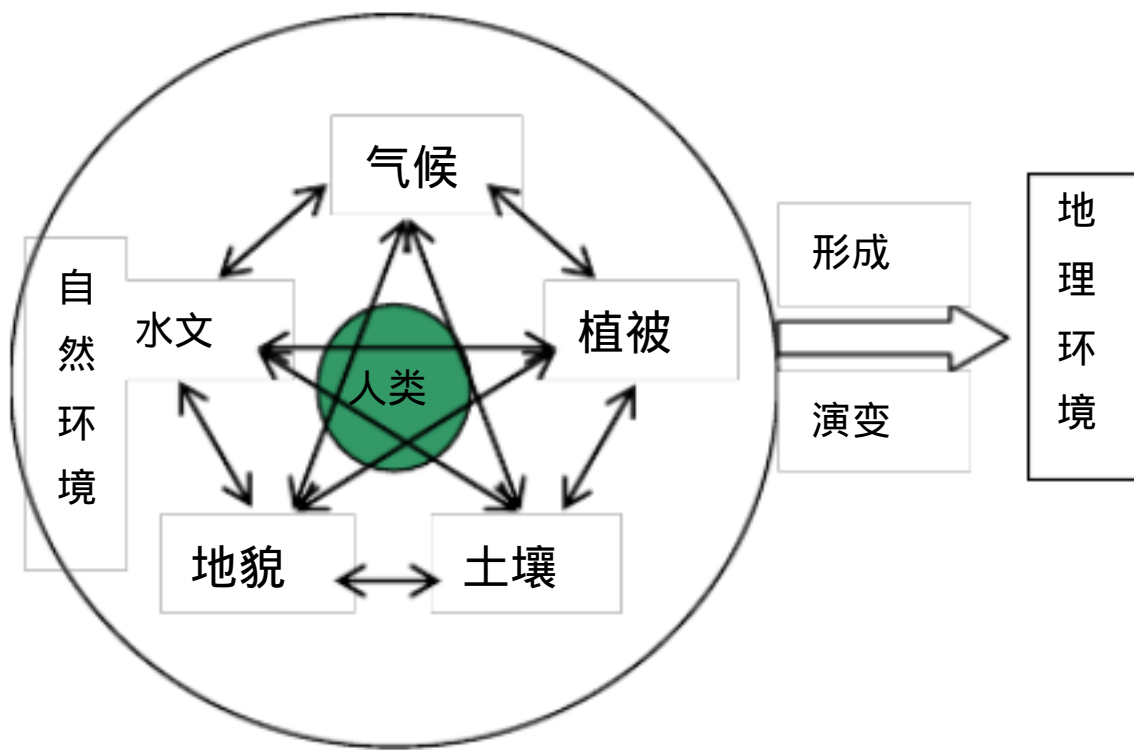 气候
自然环境
水文
植被
人类
地貌
土壤
形成
演变
地理环境